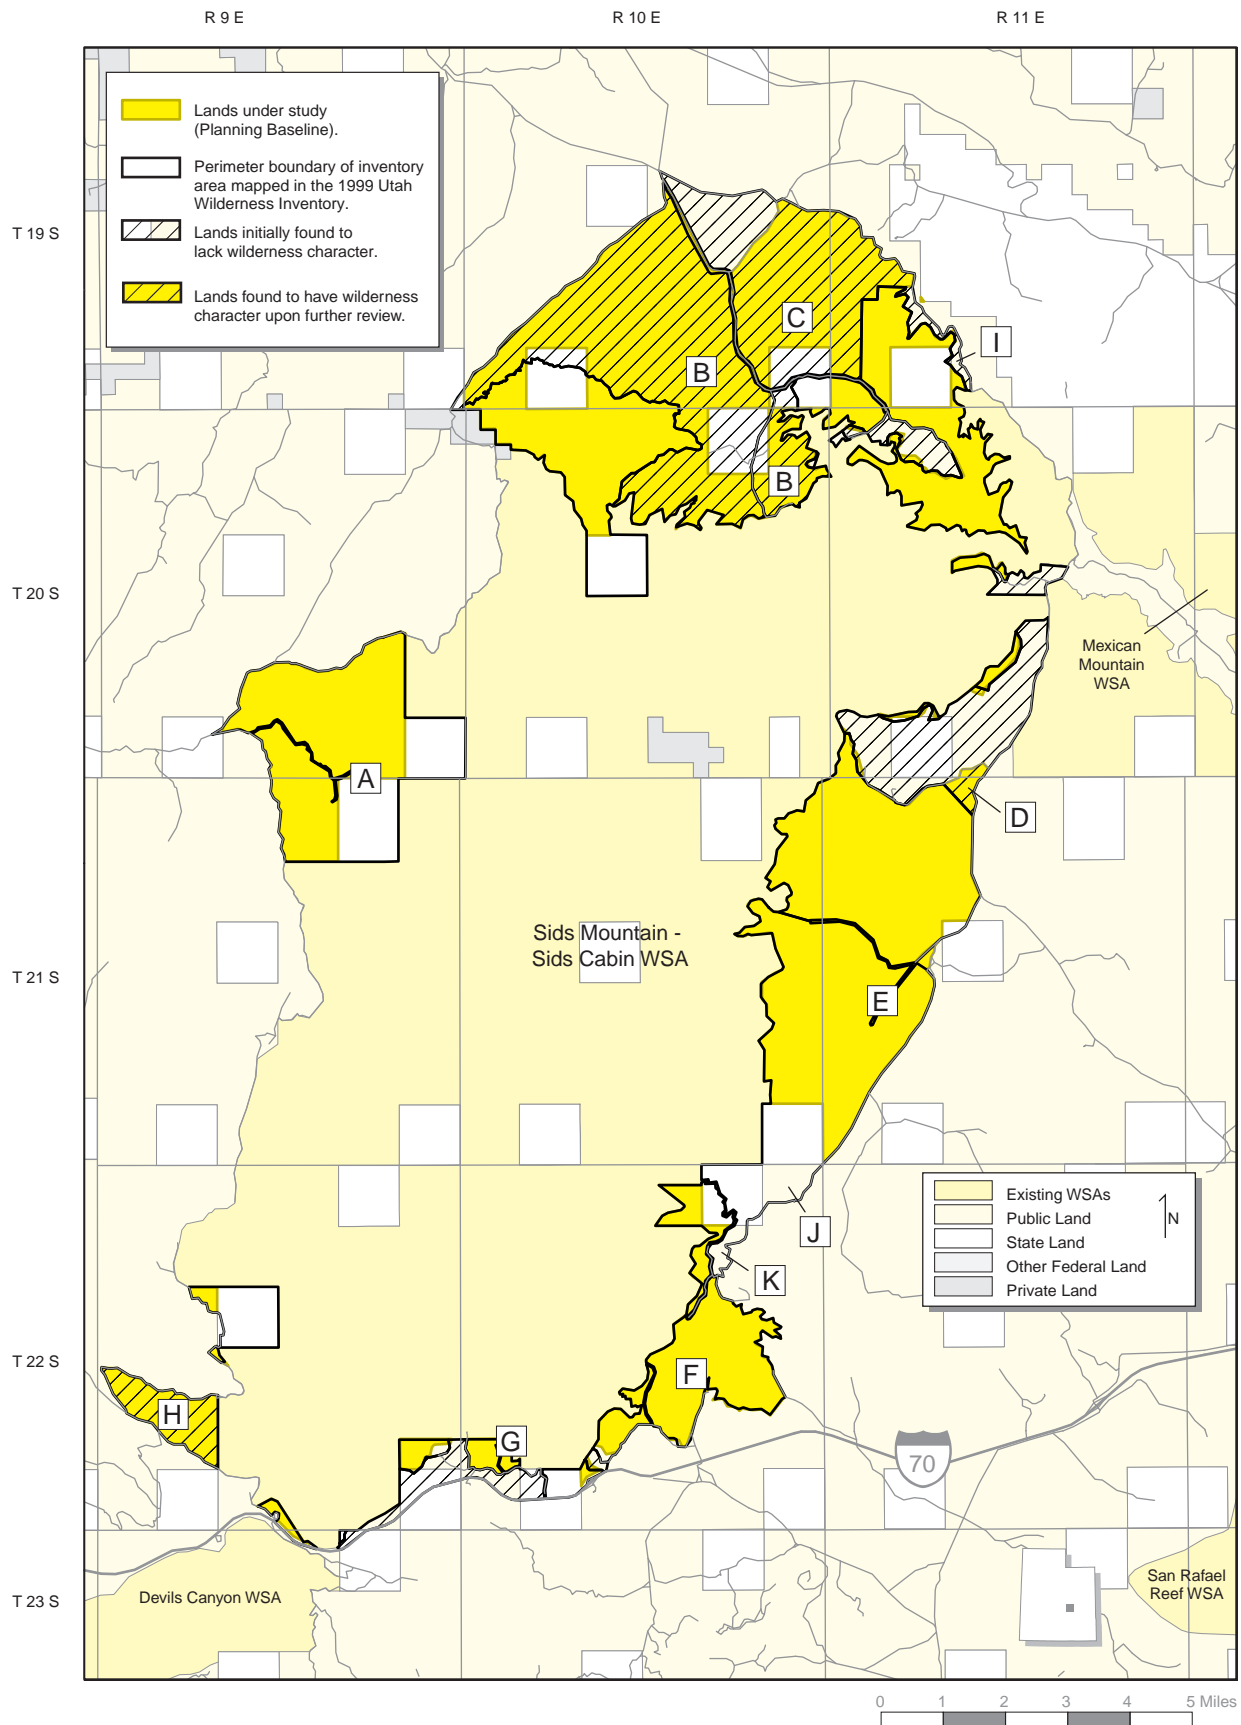 R 9 E
R 10 E
R 11 E
Lands under study
(Planning Baseline).
Perimeter boundary of inventory
area mapped in the 1999 Utah
Wilderness Inventory.
Lands initially found to
lack wilderness character.
Lands found to have wilderness
character upon further review.
T 19 S
C
I
B
B
T 20 S
Mexican
Mountain
WSA
A
D
Sids Mountain -
Sids Cabin WSA
T 21 S
E
Existing WSAs
Public Land
State Land
Other Federal Land
Private Land
N
J
K
T 22 S
F
H
G
70
San Rafael
Reef WSA
Devils Canyon WSA
T 23 S
0 1 2 3 4 5 Miles